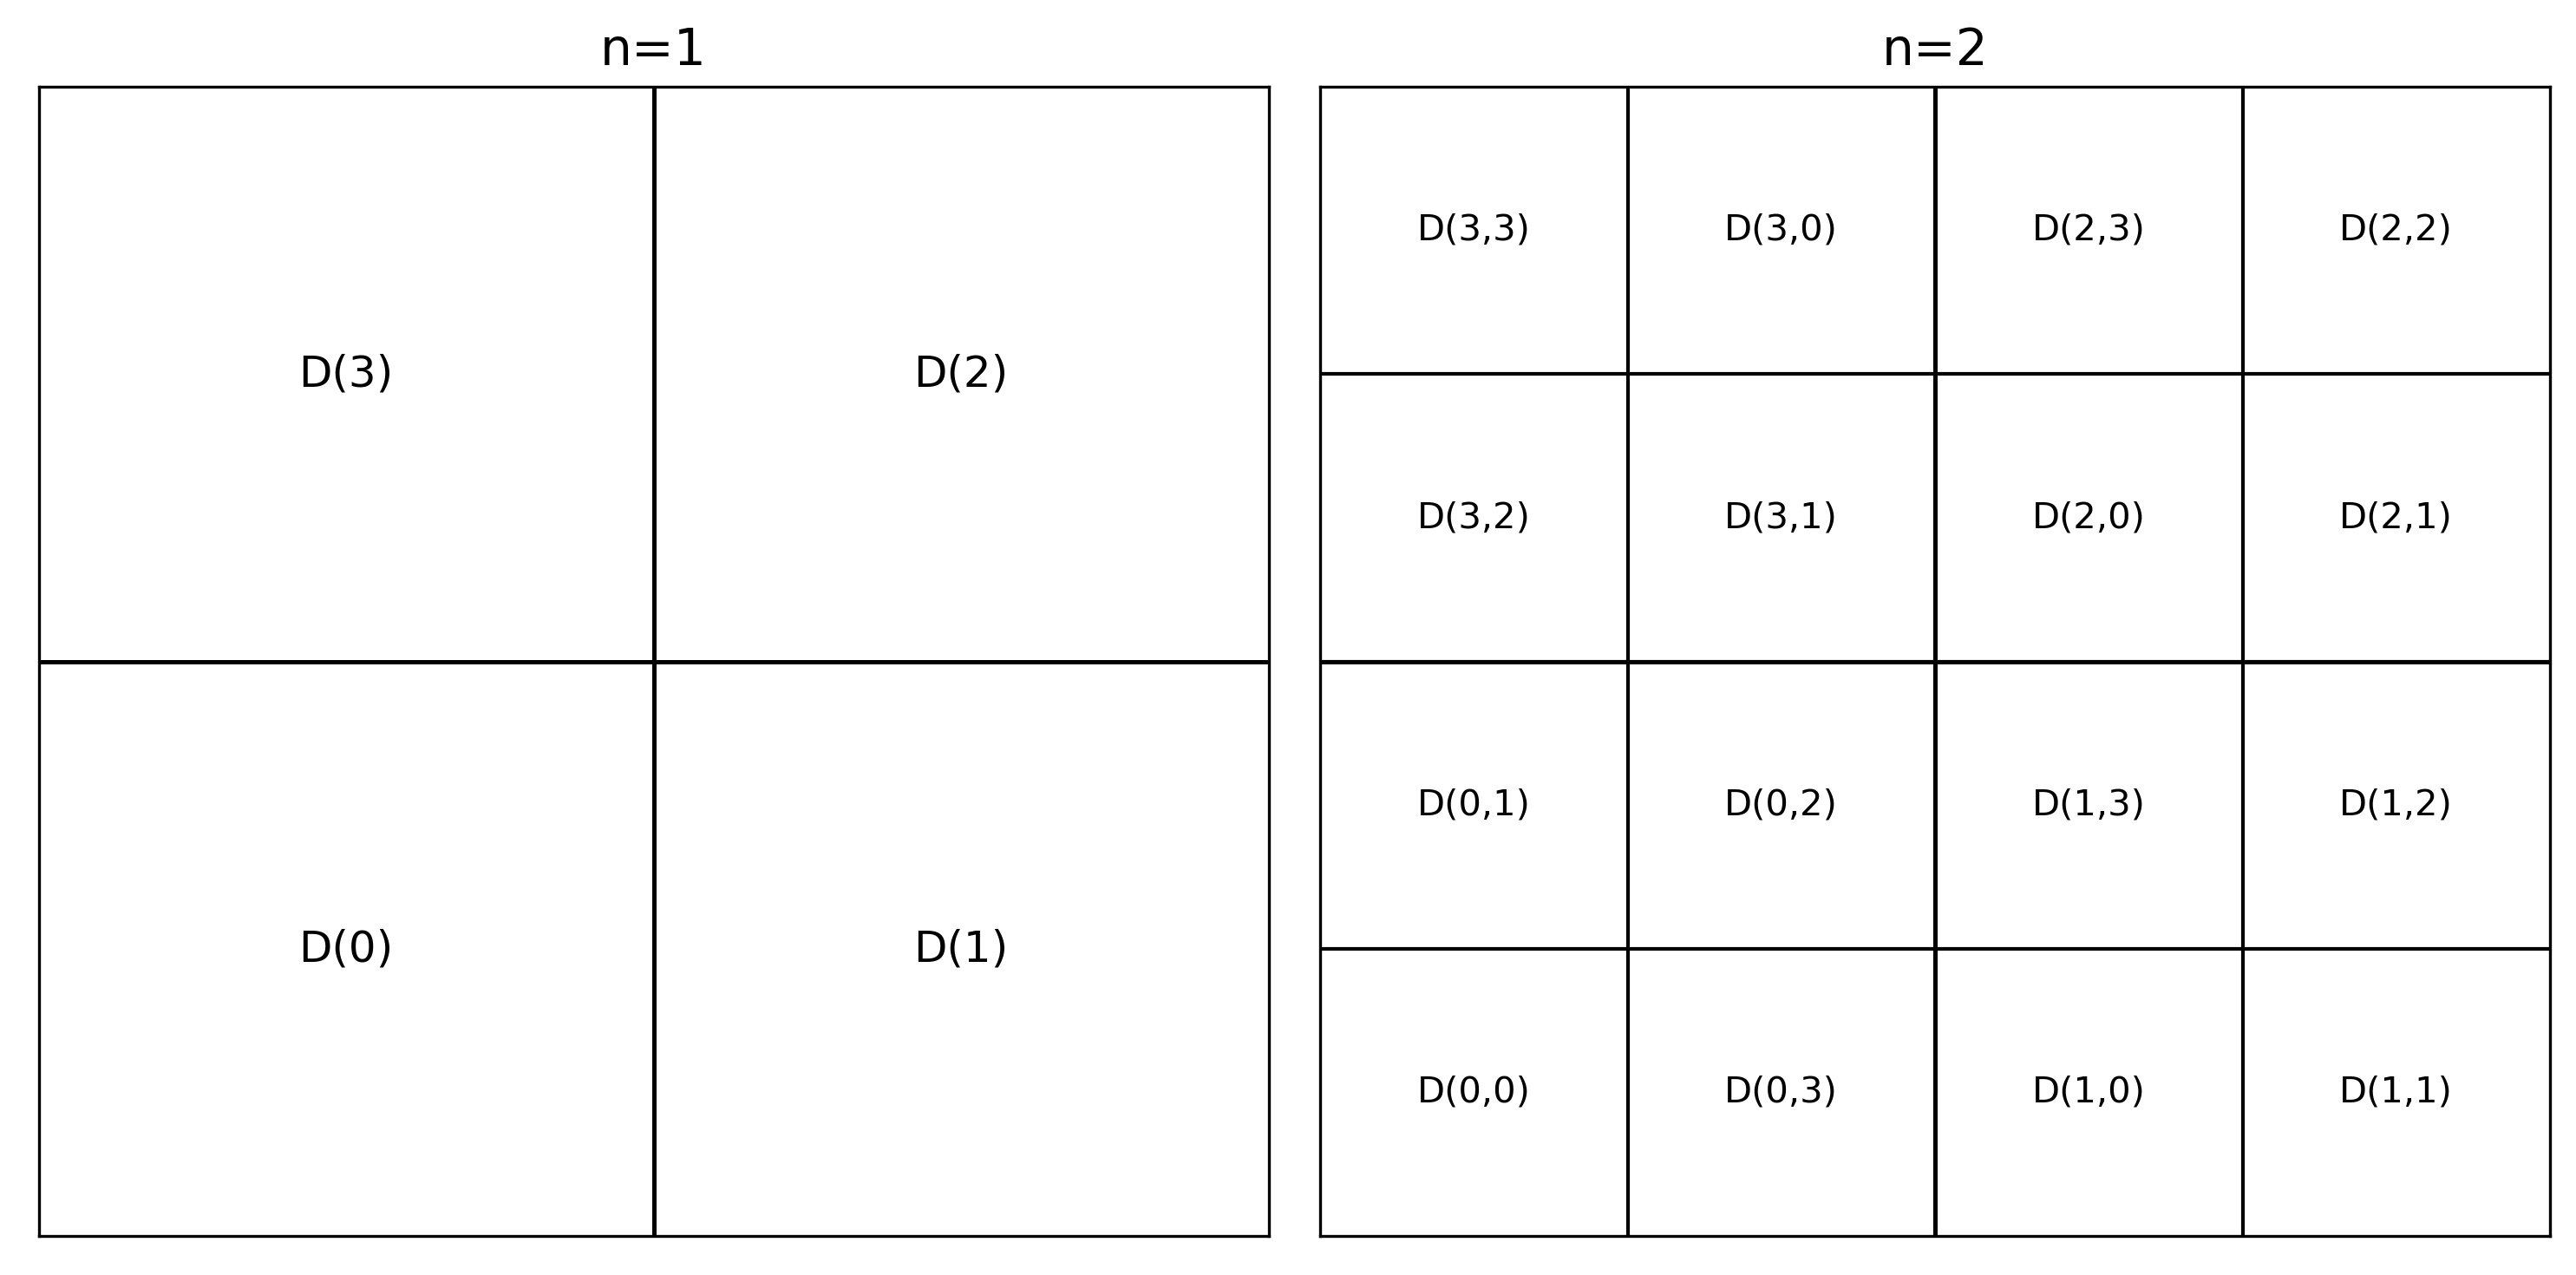 n=1
D(3) D(2)
D(0) D(1)
n=2
D(3,3) D(3,0) D(2,3) D(2,2)
D(3,2) D(3,1) D(2,0) D(2,1)
D(0,1) D(0,2) D(1,3) D(1,2)
D(0,0) D(0,3) D(1,0) D(1,1)